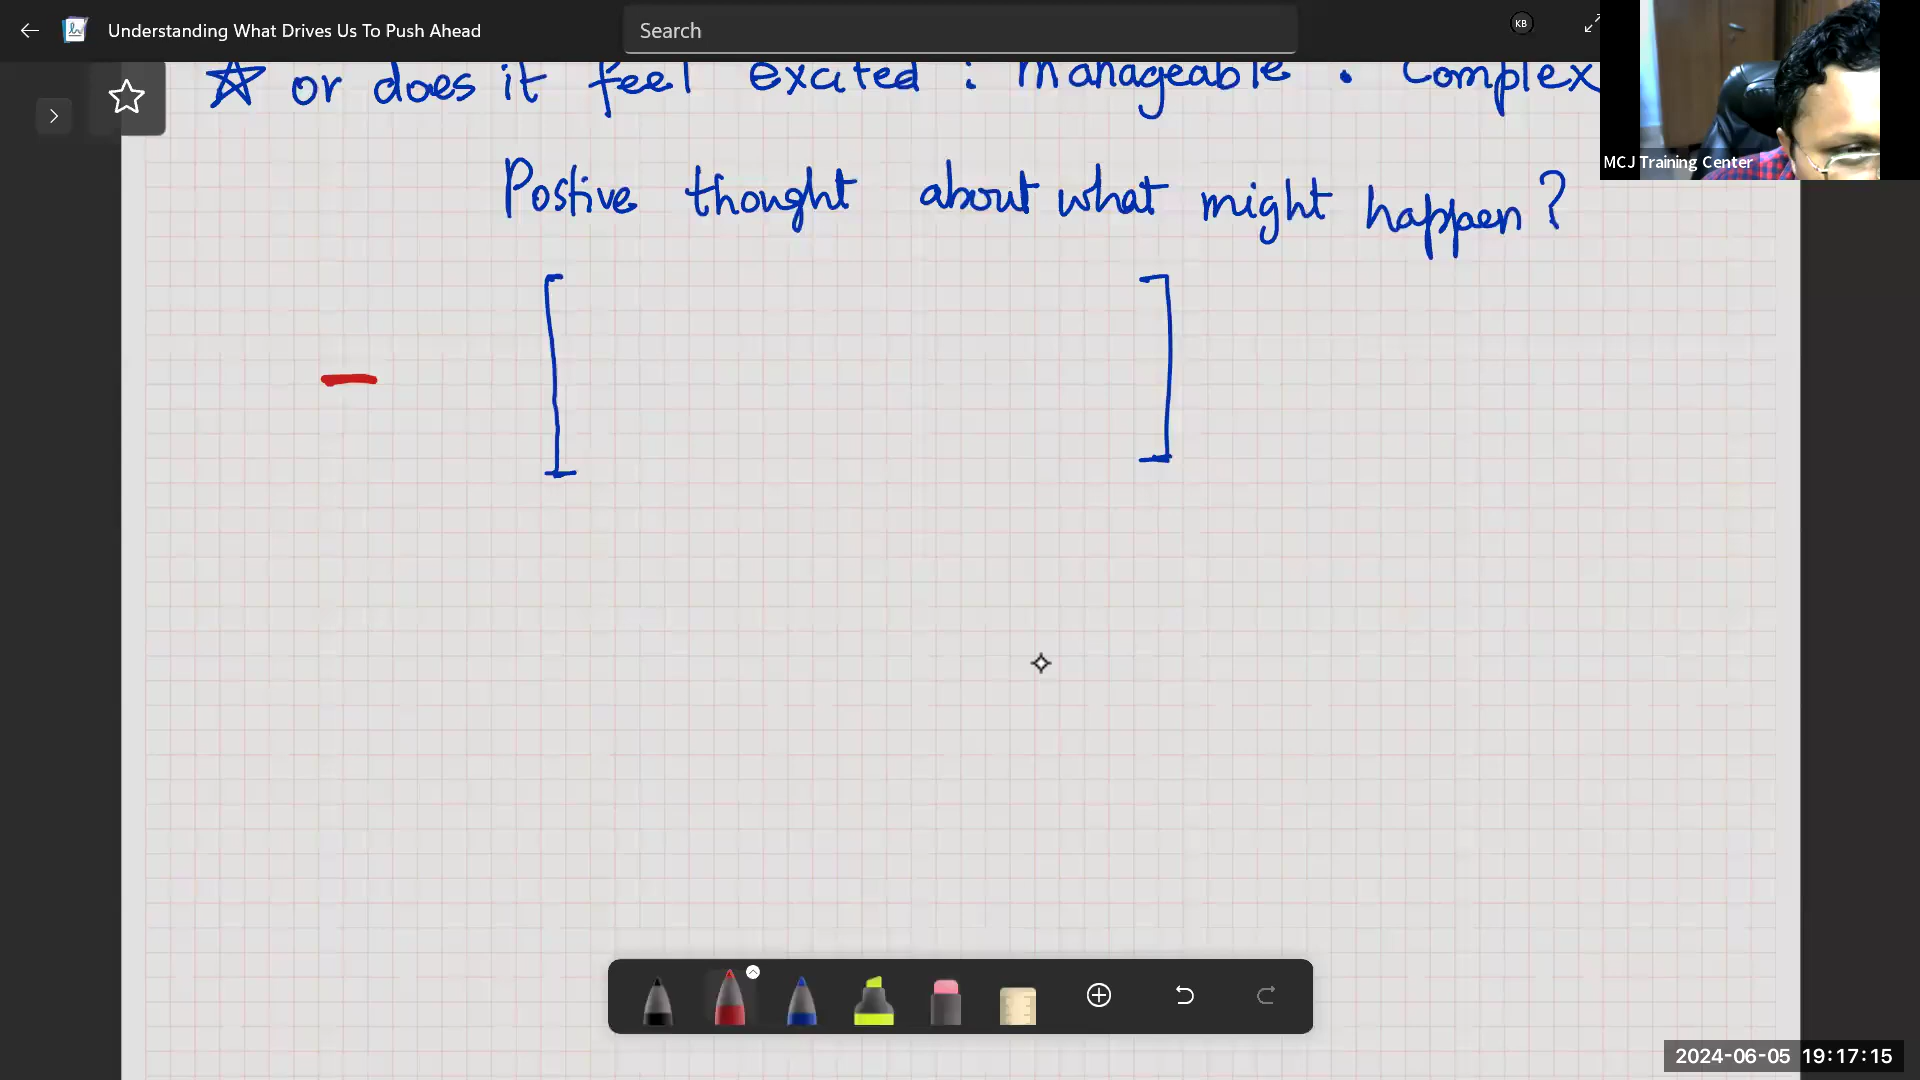 Understanding What Drives Us To Push Ahead
Search
KB
or does it feel excited : Manageable . Complex
MCJ Training Center
Postive thought about what might happen ?
2024-06-05 19:17:15